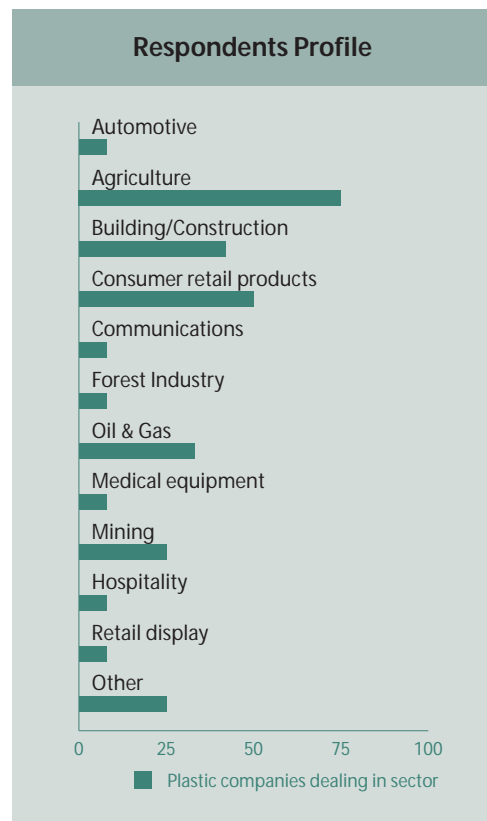 Respondents Profile
Automotive
Agriculture
Building/Construction
Consumer retail products
Communications
Forest Industry
Oil & Gas
Medical equipment
Mining
Hospitality
Retail display
Other
0 25 50 75 100
Plastic companies dealing in sector